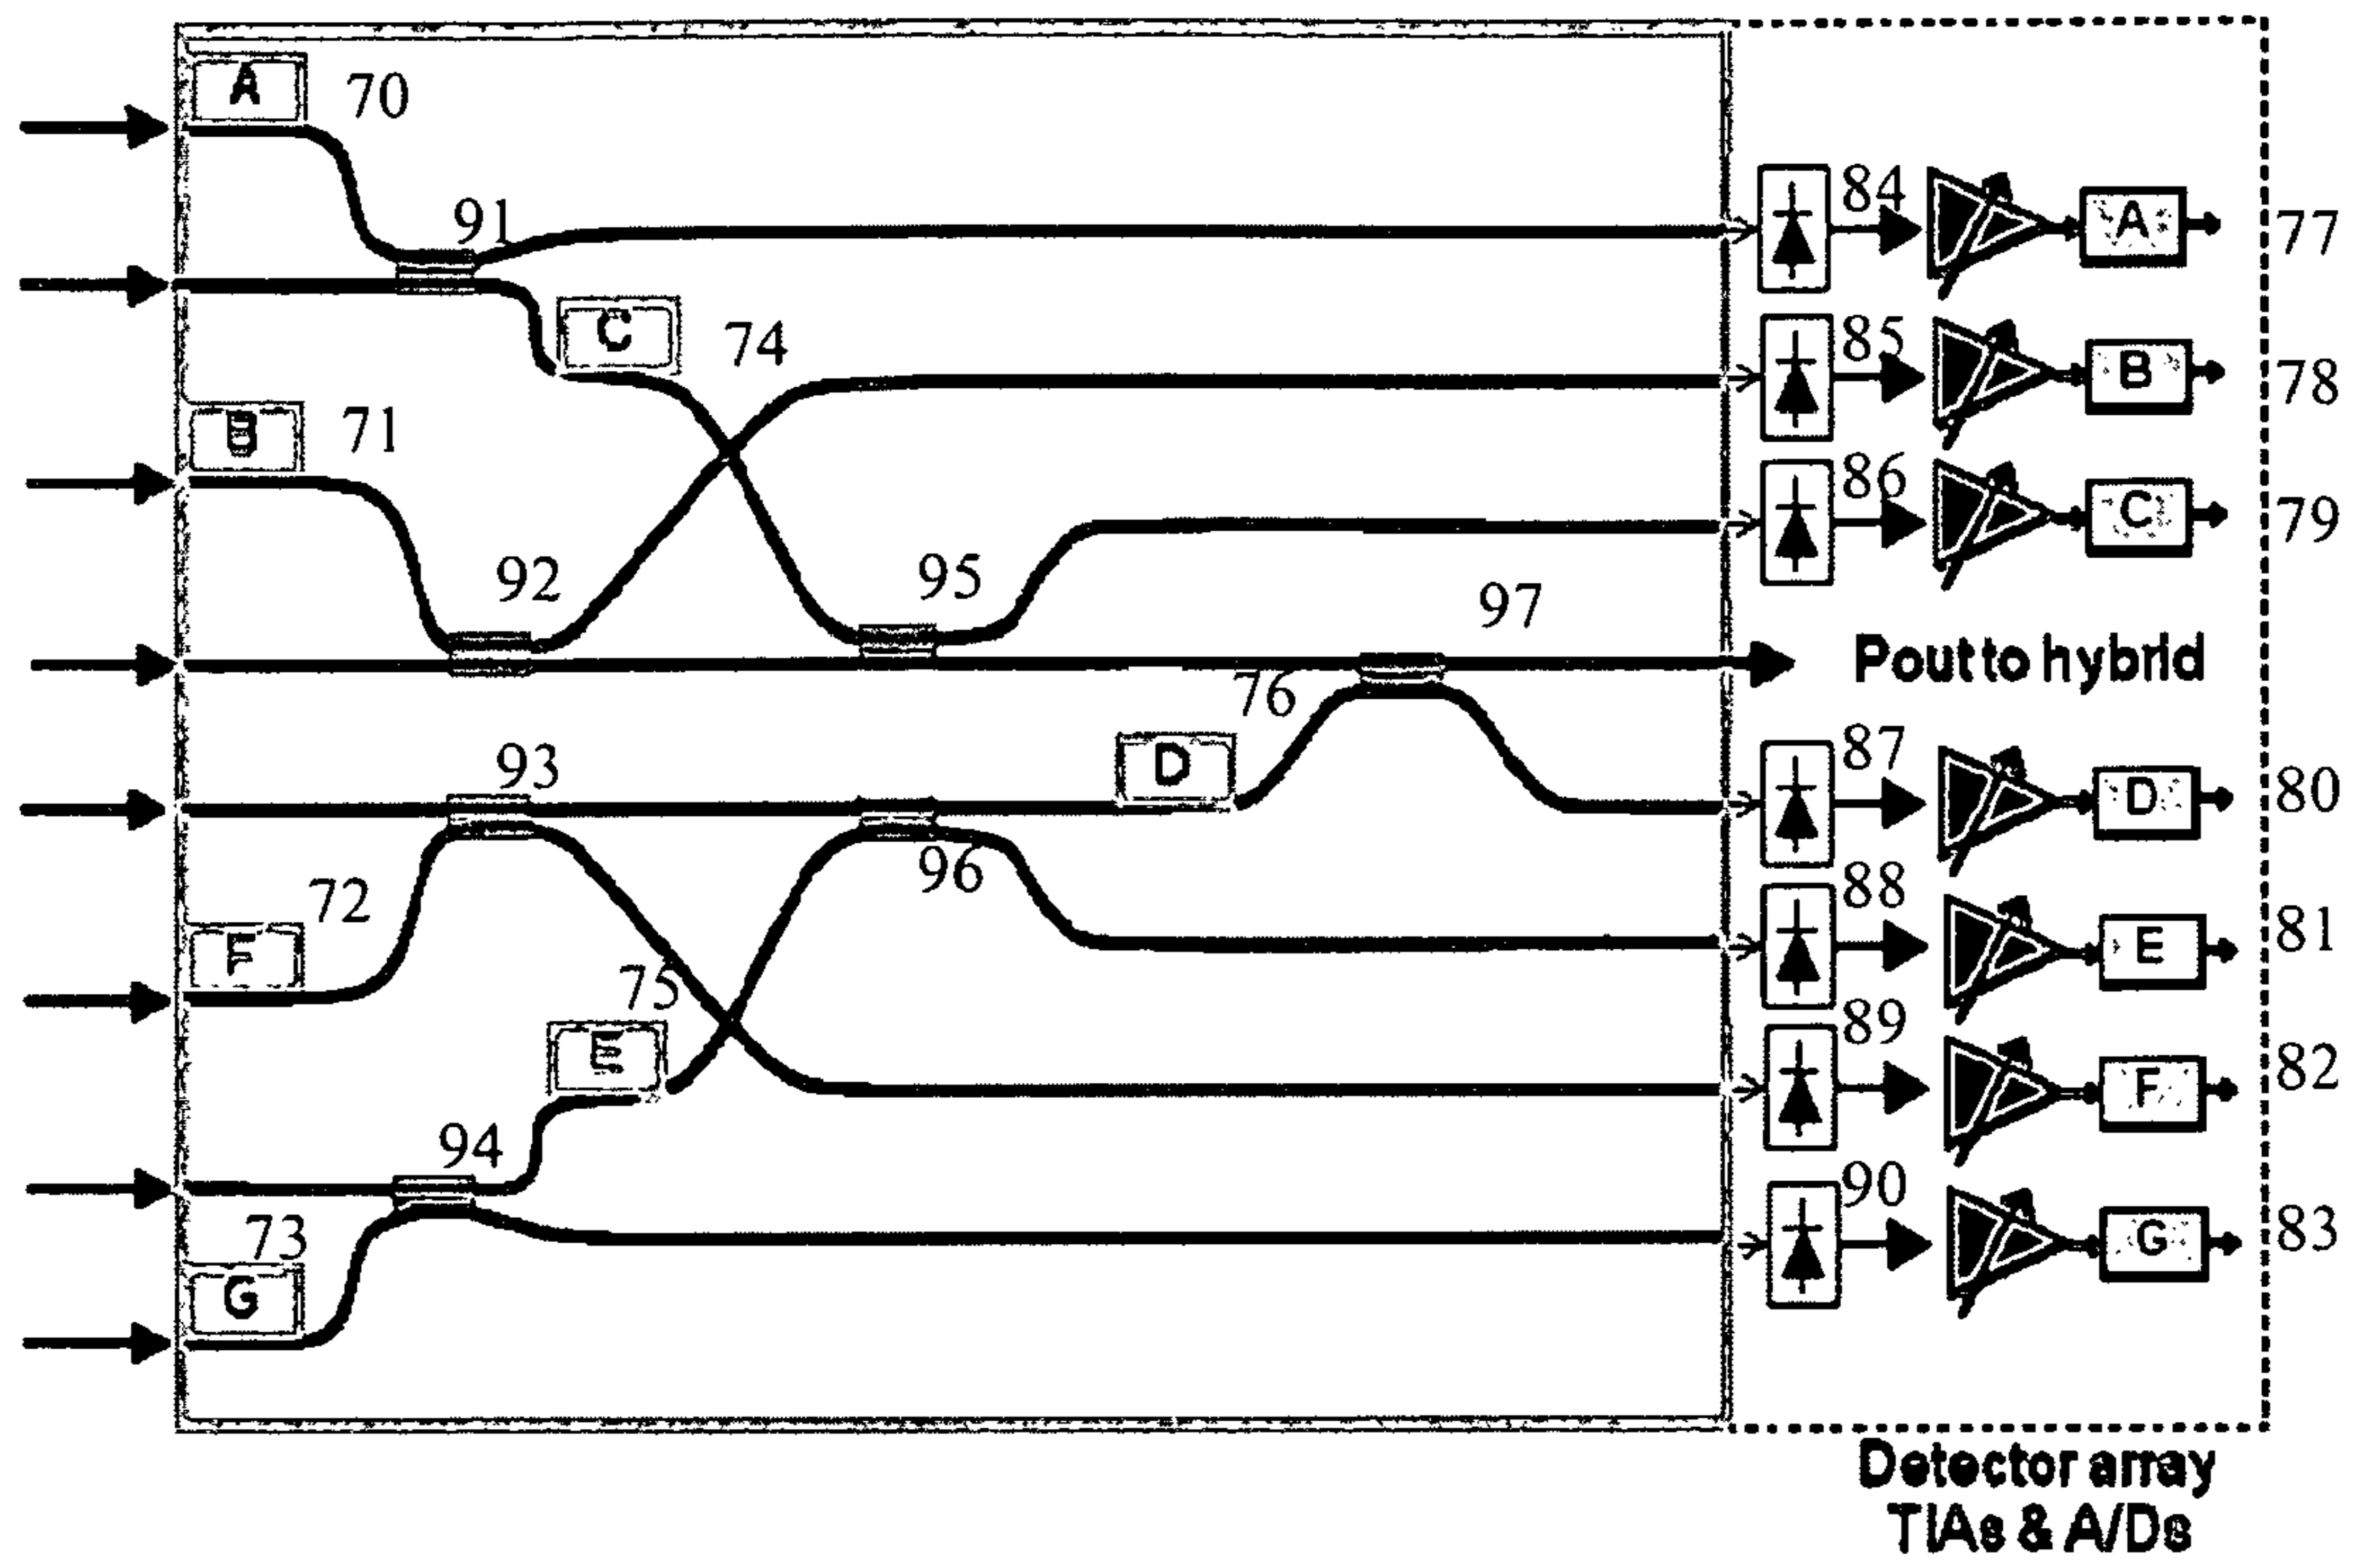 A 70
91 84 A 77
C 74 85 B 78
B 71
86 C 79
92 95 97
Pout to hybrid
76
93 D 87 D 80
96
72 88 E 81
F
75 89 F 82
E
94
90 G 83
73
G
Detector array
TIAs & A/Ds